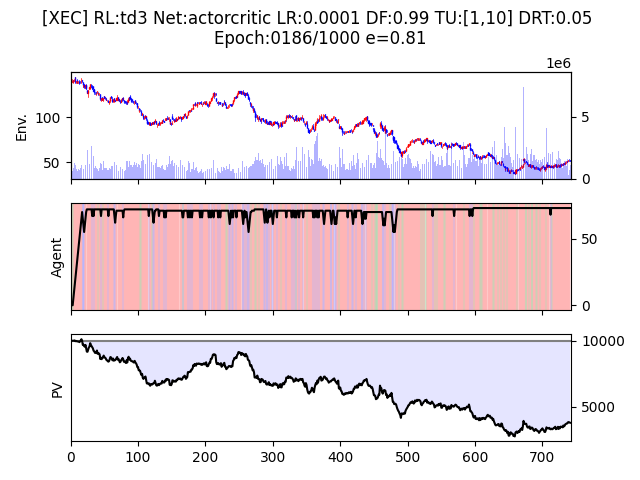 [XEC] RL:td3 Net:actorcritic LR:0.0001 DF:0.99 TU:[1,10] DRT:0.05
Epoch:0186/1000 e=0.81
1e6
Env.
100
50
5
0
Agent
50
0
PV
10000
5000
0 100 200 300 400 500 600 700